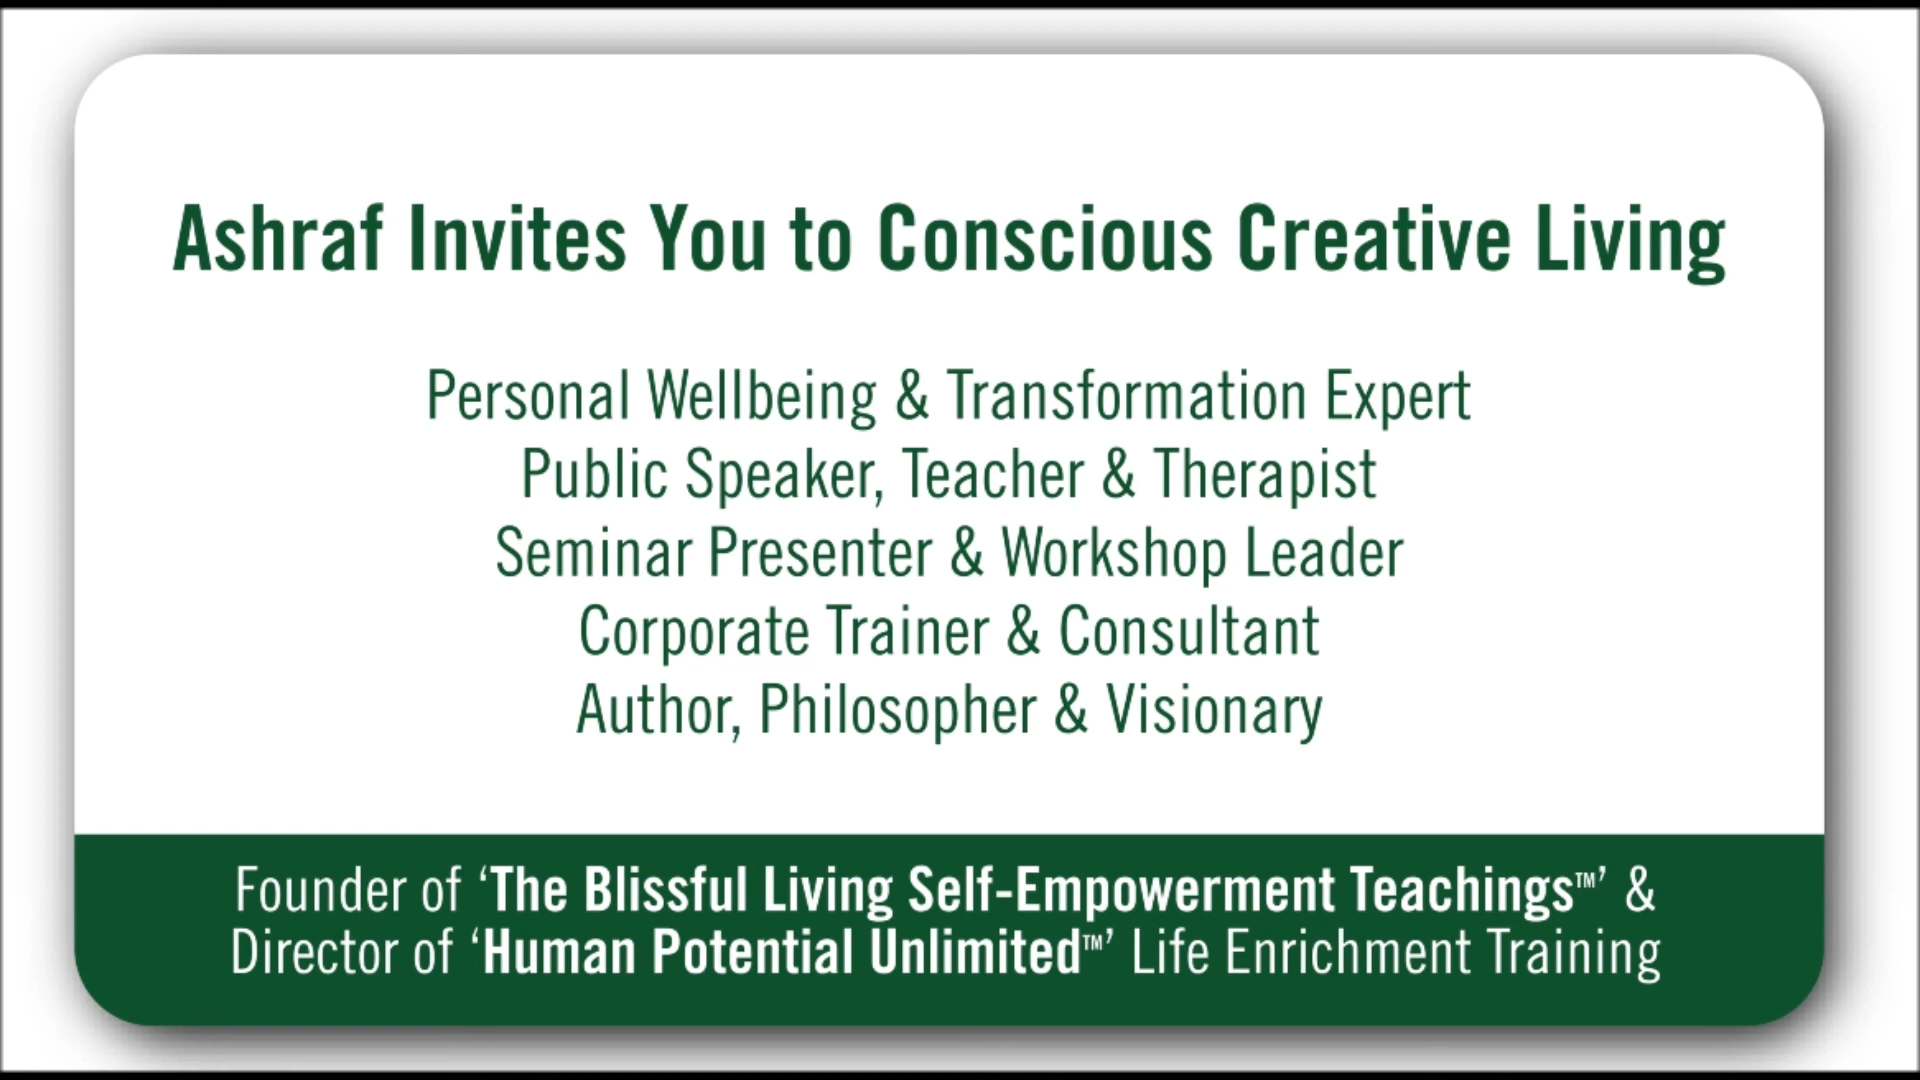 Ashraf Invites You to Conscious Creative Living
Personal Wellbeing & Transformation Expert
Public Speaker, Teacher & Therapist
Seminar Presenter & Workshop Leader
Corporate Trainer & Consultant
Author, Philosopher & Visionary
Founder of ‘The Blissful Living Self-Empowerment Teachings™’ &
Director of ‘Human Potential Unlimited™’ Life Enrichment Training